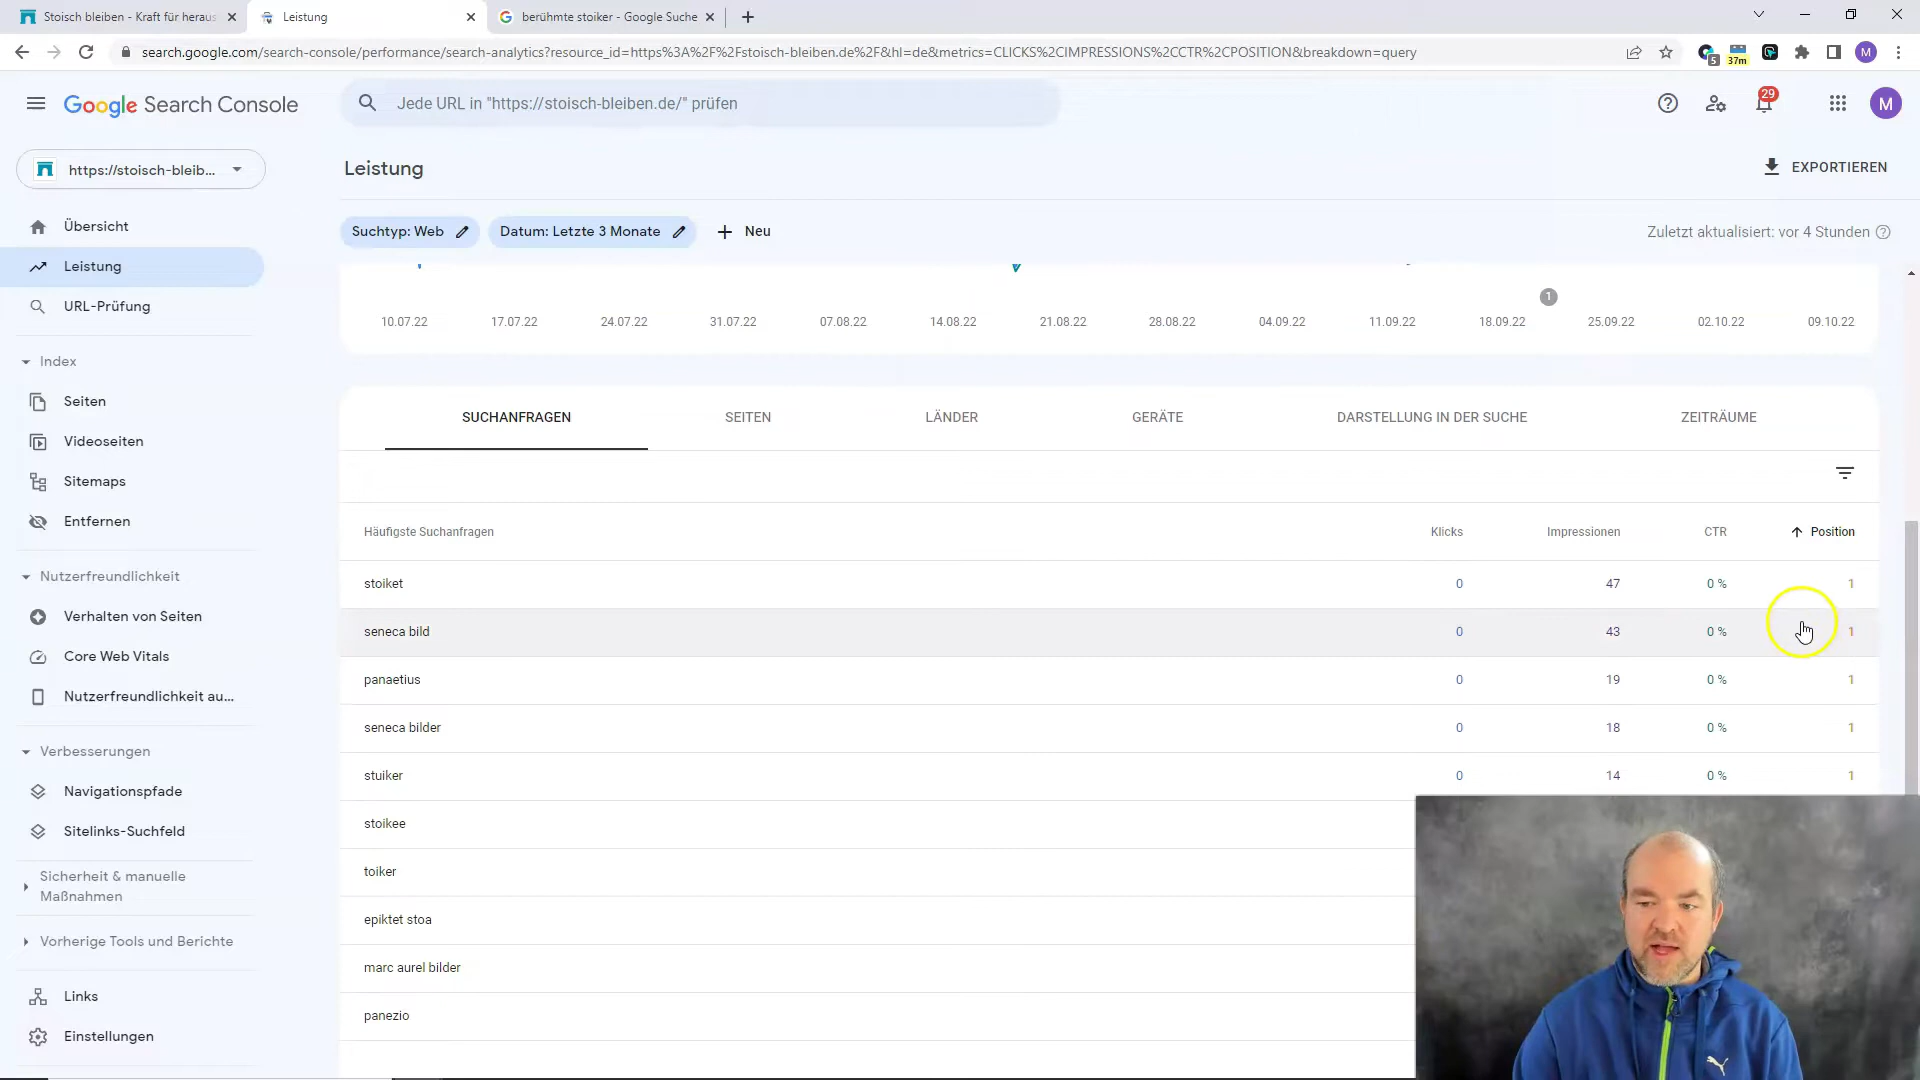 Stoisch bleiben - Kraft für heraus
Leistung
berühmte stoiker - Google Suche
search.google.com/search-console/performance/search-analytics?resource_id=https%3A%2F%2Fstoisch-bleiben.de%2F&hl=de&metrics=CLICKS%2CIMPRESSIONS%2CCTR%2CPOSITION&breakdown=query
5
37m
M
Google Search Console
Jede URL in "https://stoisch-bleiben.de/" prüfen
29
M
https://stoisch-bleib...
Leistung
EXPORTIEREN
Übersicht
Leistung
URL-Prüfung
Index
Seiten
Videoseiten
Sitemaps
Entfernen
Nutzerfreundlichkeit
Verhalten von Seiten
Core Web Vitals
Nutzerfreundlichkeit au...
Verbesserungen
Navigationspfade
Sitelinks-Suchfeld
Sicherheit & manuelle
Maßnahmen
Vorherige Tools und Berichte
Links
Einstellungen
Suchtyp: Web
Datum: Letzte 3 Monate
Neu
Zuletzt aktualisiert: vor 4 Stunden
1
10.07.22 17.07.22 24.07.22 31.07.22 07.08.22 14.08.22 21.08.22 28.08.22 04.09.22 11.09.22 18.09.22 25.09.22 02.10.22 09.10.22
SUCHANFRAGEN SEITEN LÄNDER GERÄTE DARSTELLUNG IN DER SUCHE ZEITRÄUME
Häufigste Suchanfragen Klicks Impressionen CTR Position
stoiket 0 47 0 % 1
seneca bild 0 43 0 % 1
panaetius 0 19 0 % 1
seneca bilder 0 18 0 % 1
stuiker 0 14 0 % 1
stoikee
toiker
epiktet stoa
marc aurel bilder
panezio